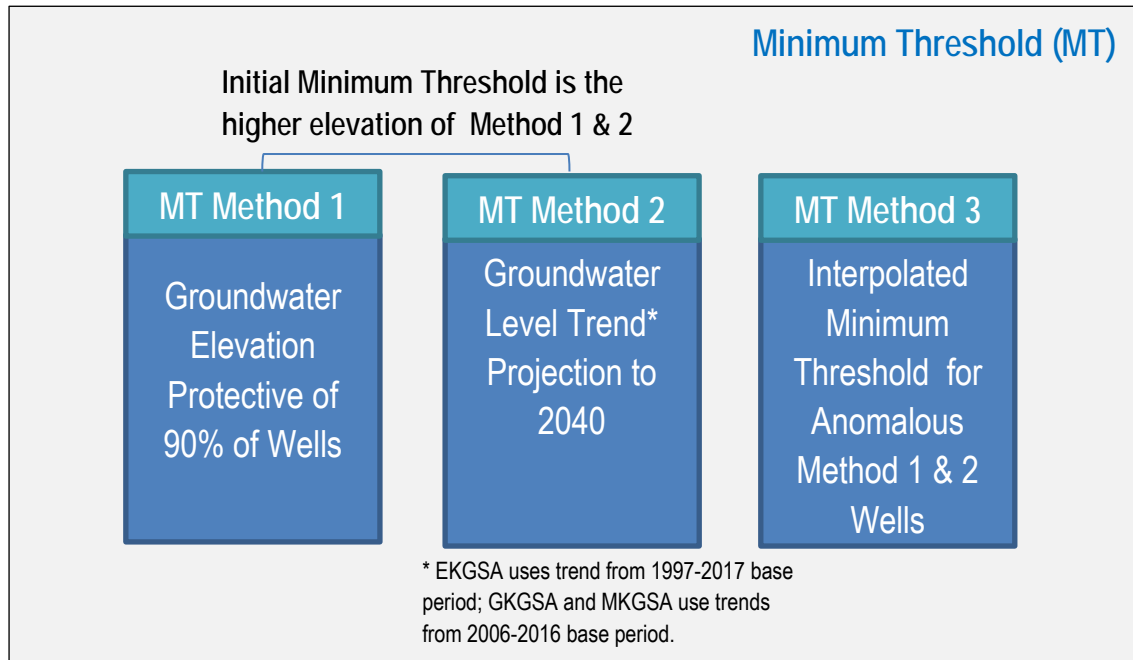 Minimum Threshold (MT)
Initial Minimum Threshold is the
higher elevation of Method 1 & 2
MT Method 1
Groundwater
Elevation
Protective of
90% of Wells
MT Method 2
Groundwater
Level Trend*
Projection to
2040
MT Method 3
Interpolated
Minimum
Threshold for
Anomalous
Method 1 & 2
Wells
* EKGSA uses trend from 1997-2017 base
period; GKGSA and MKGSA use trends
from 2006-2016 base period.